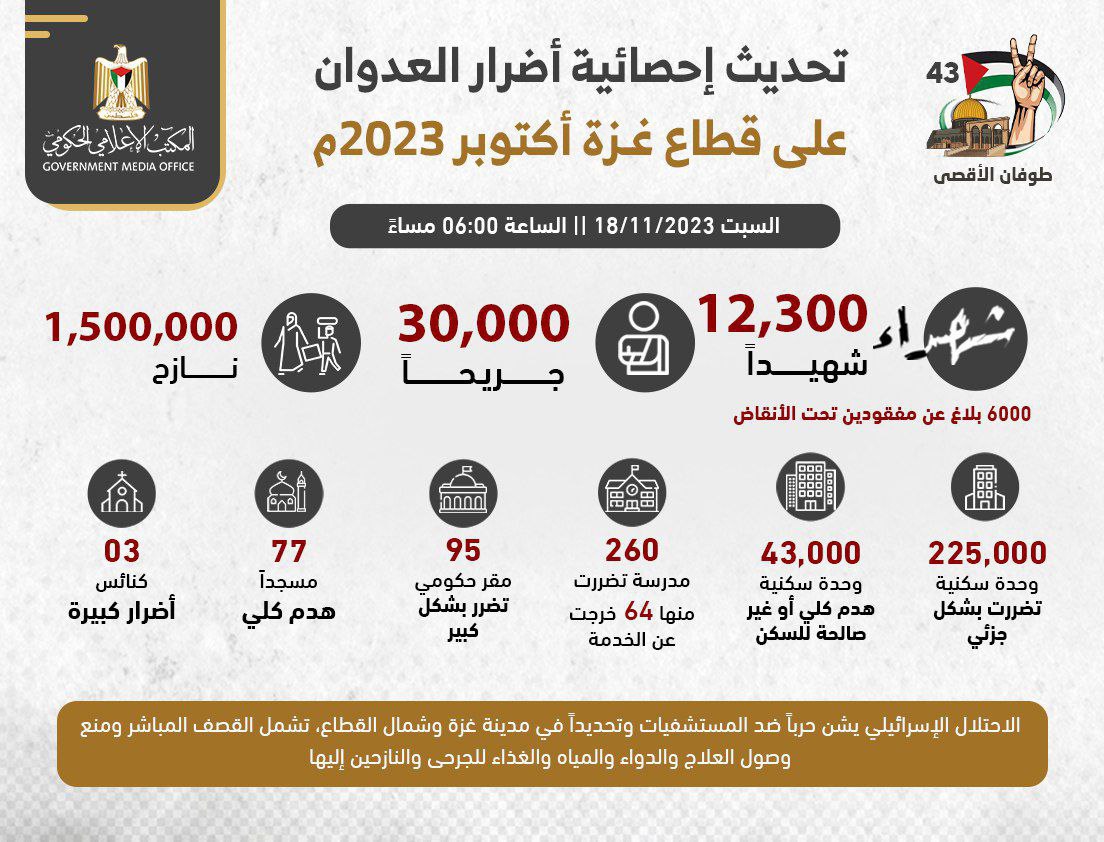 تحديث إحصائية أضرار العدوان
على قطاع غزة أكتوبر 2023م
43
طوفان الأقصى
المكتب الإعلامي الحكومي
GOVERNMENT MEDIA OFFICE
فلسطين
السبت 18/11/2023 || الساعة 06:00 مساءً
شهداء
12,300
شهيــــداً
6000 بلاغ عن مفقودين تحت الأنقاض
30,000
جـــريحـــــاً
1,500,000
نـــــازح
225,000
وحدة سكنية
تضررت بشكل
جزئي
43,000
وحدة سكنية
هدم كلي أو غير
صالحة للسكن
260
مدرسة تضررت
منها 64 خرجت
عن الخدمة
95
مقر حكومي
تضرر بشكل
كبير
77
مسجداً
هدم كلي
03
كنائس
أضرار كبيرة
الاحتلال الإسرائيلي يشن حرباً ضد المستشفيات وتحديداً في مدينة غزة وشمال القطاع، تشمل القصف المباشر ومنع
وصول العلاج والدواء والمياه والغذاء للجرحى والنازحين إليها